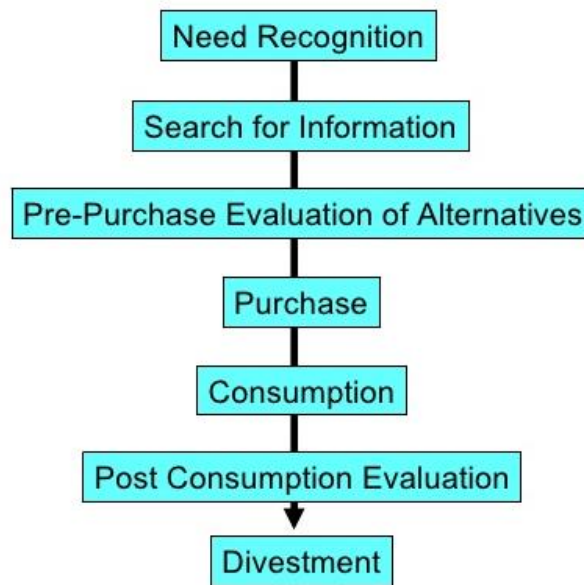 Need Recognition
Search for Information
Pre-Purchase Evaluation of Alternatives
Purchase
Consumption
Post Consumption Evaluation
Divestment